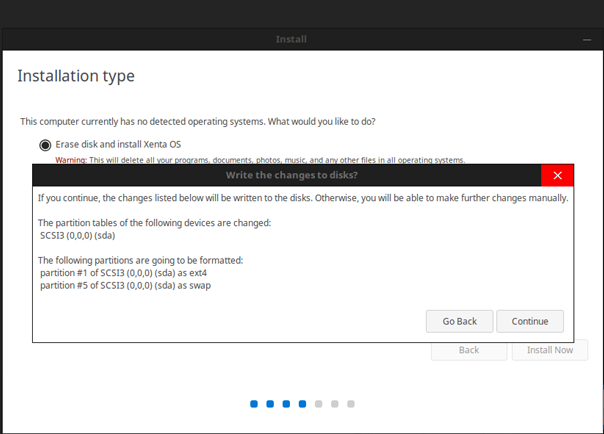 Install
Installation type
This computer currently has no detected operating systems. What would you like to do?
Erase disk and install Xenta OS
Warning: This will delete all your programs, documents, photos, music, and any other files in all operating systems.
Write the changes to disks?
If you continue, the changes listed below will be written to the disks. Otherwise, you will be able to make further changes manually.
The partition tables of the following devices are changed:
SCSI3 (0,0,0) (sda)
The following partitions are going to be formatted:
partition #1 of SCSI3 (0,0,0) (sda) as ext4
partition #5 of SCSI3 (0,0,0) (sda) as swap
Go Back Continue
Back Install Now